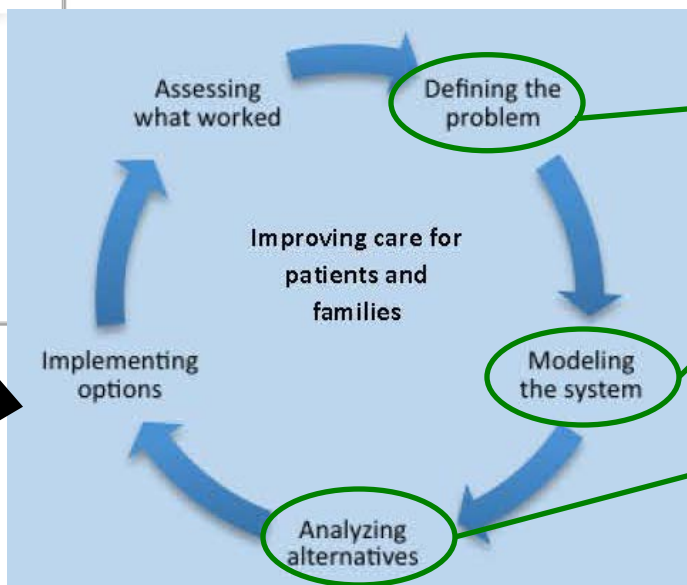 Assessing
what worked
Defining the
problem
Improving care for
patients and
families
Implementing
options
Modeling
the system
Analyzing
alternatives